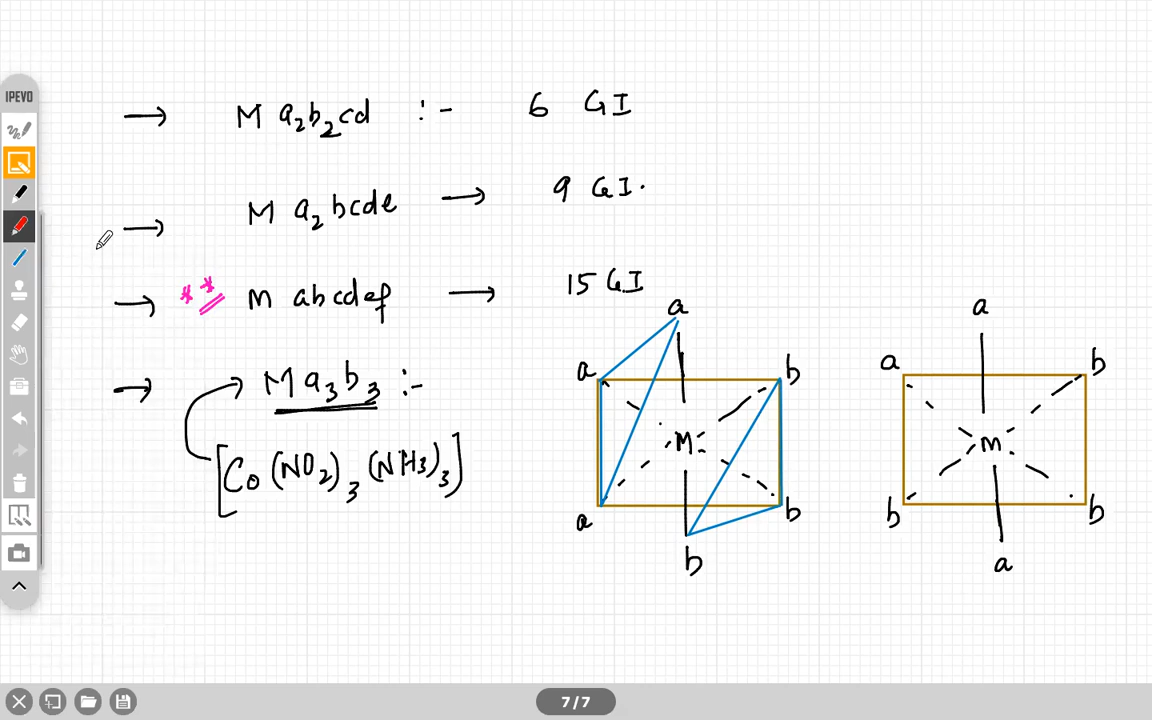 IPEVO
→ M a₂b₂cd :- 6 GI
→ M a₂bcde → 9 GI.
→ ** M abcdef → 15 GI
→ Ma₃b₃ :-
[Co(NO₂)₃(NH₃)₃]
a
a b
M
a b
b
a
a b
M
b b
a
7/7